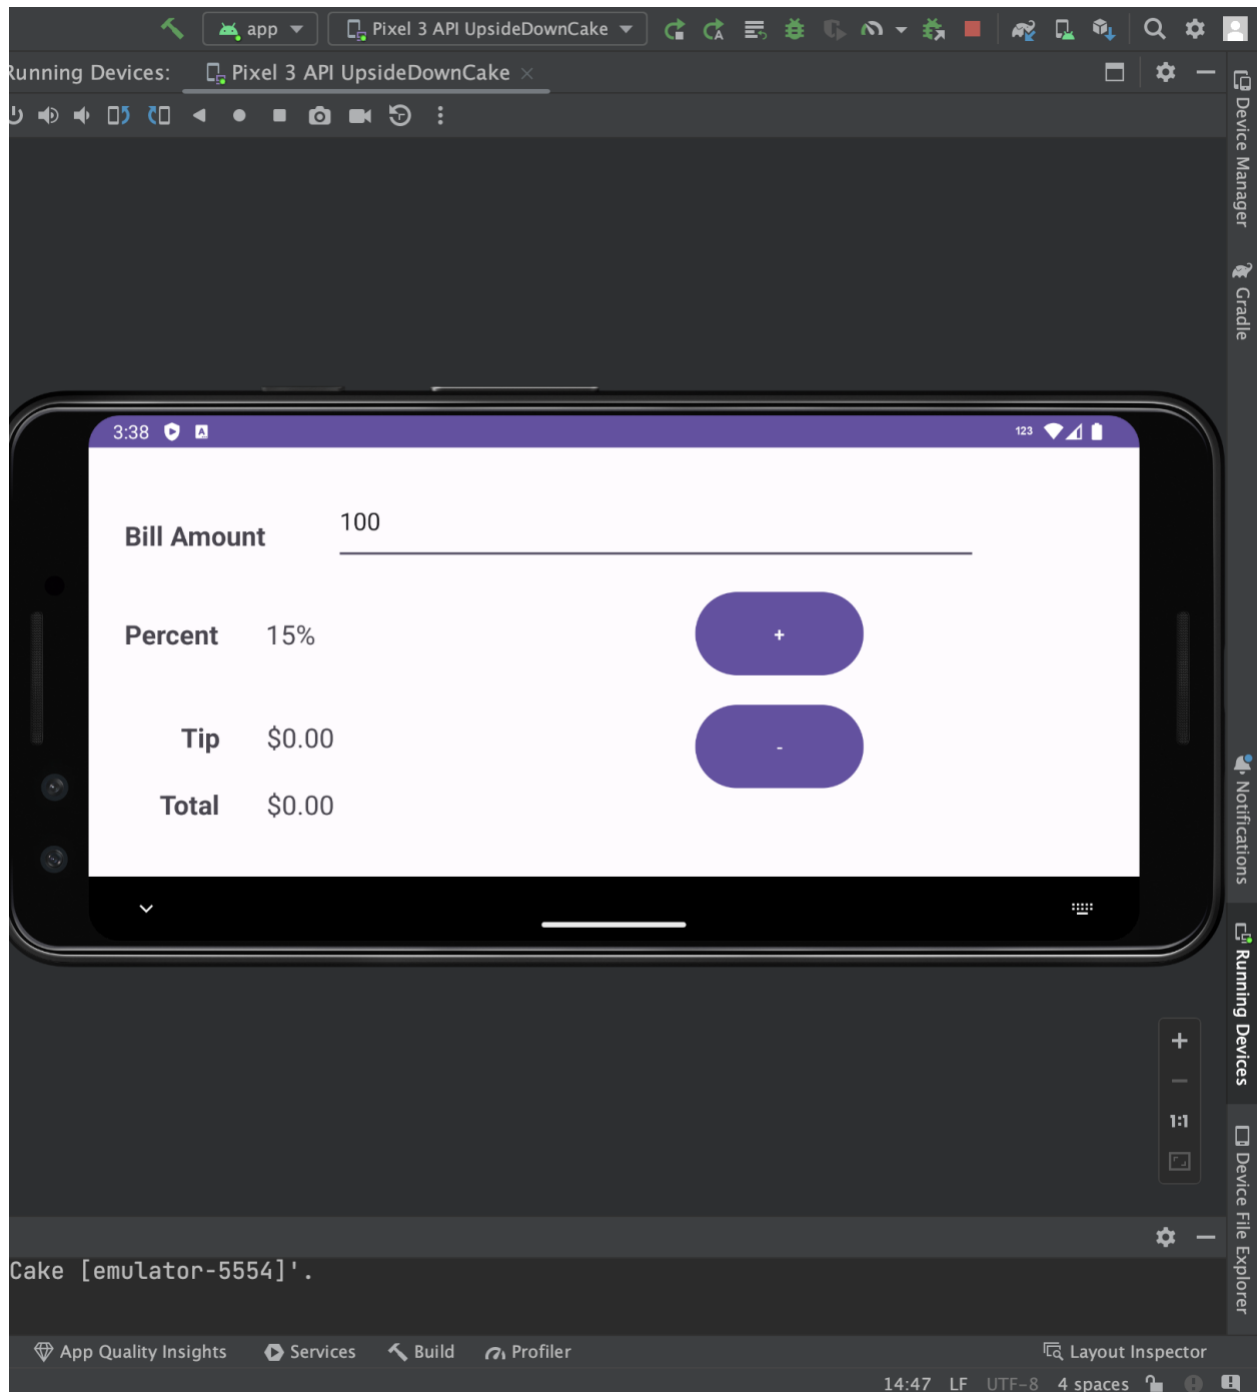 app Pixel 3 API UpsideDownCake
Running Devices: Pixel 3 API UpsideDownCake
3:38 123
Bill Amount 100
Percent 15% +
Tip $0.00 -
Total $0.00
1:1
Cake [emulator-5554]'.
App Quality Insights Services Build Profiler Layout Inspector
14:47 LF UTF-8 4 spaces
Device Manager
Gradle
Notifications
Running Devices
Device File Explorer